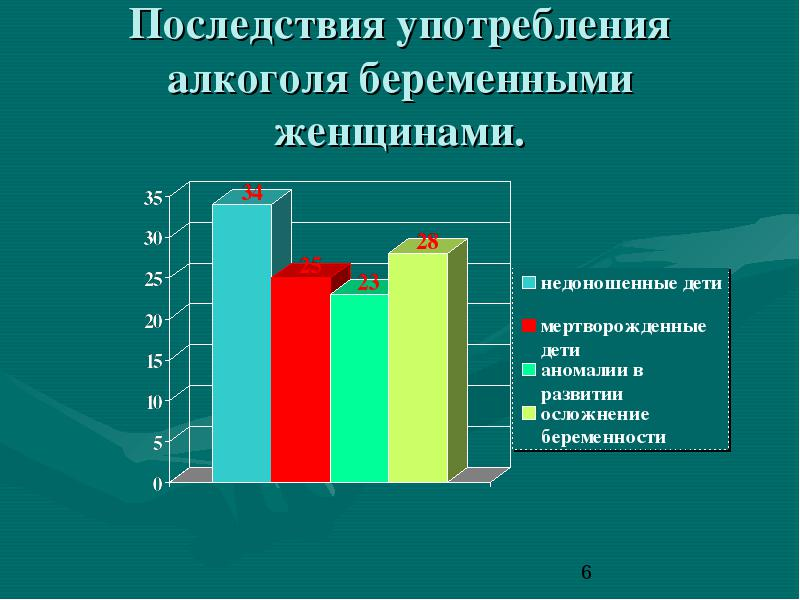 Последствия употребления
алкоголя беременными
женщинами.
34
25
23
28
35
30
25
20
15
10
5
0
недоношенные дети
мертворожденные
дети
аномалии в
развитии
осложнение
беременности
6